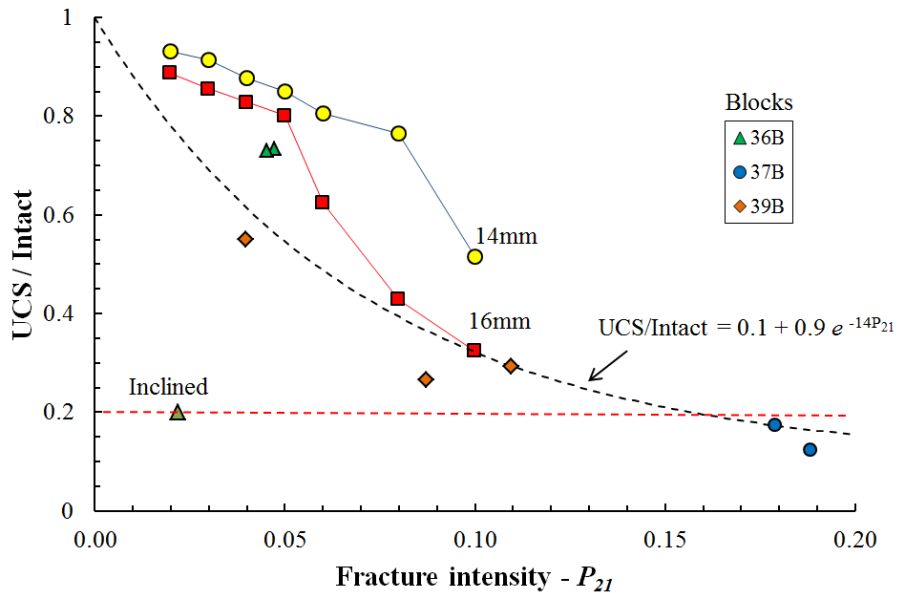 1
0.8
0.6
0.4
0.2
0
UCS / Intact
Blocks
36B
37B
39B
14mm
16mm
UCS/Intact = 0.1 + 0.9 e -14P21
Inclined
0.00
0.05
0.10
0.15
0.20
Fracture intensity - P21